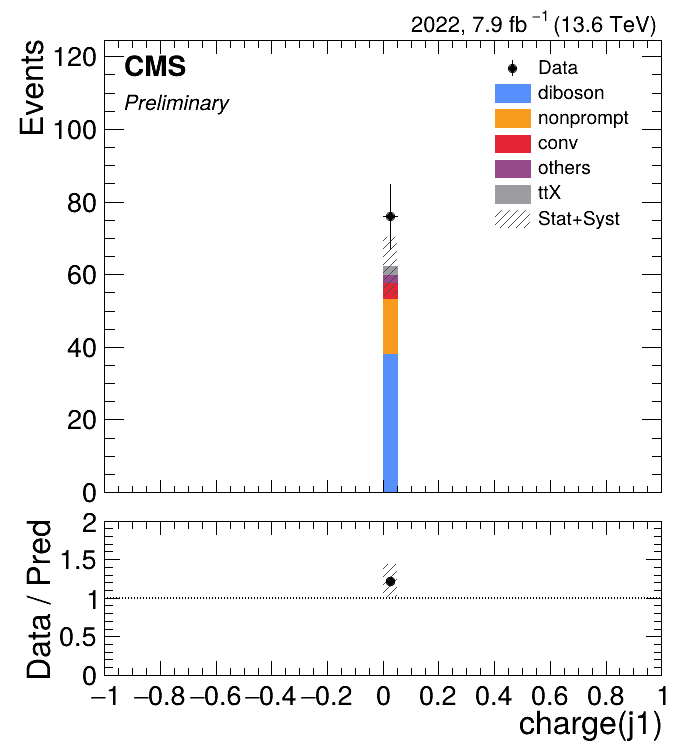 2022, 7.9 fb⁻¹ (13.6 TeV)
CMS
Preliminary
Events
120
100
80
60
40
20
0
Data
diboson
nonprompt
conv
others
ttX
Stat+Syst
Data / Pred
2
1.5
1
0.5
0
−1 −0.8 −0.6 −0.4 −0.2 0 0.2 0.4 0.6 0.8 1
charge(j1)